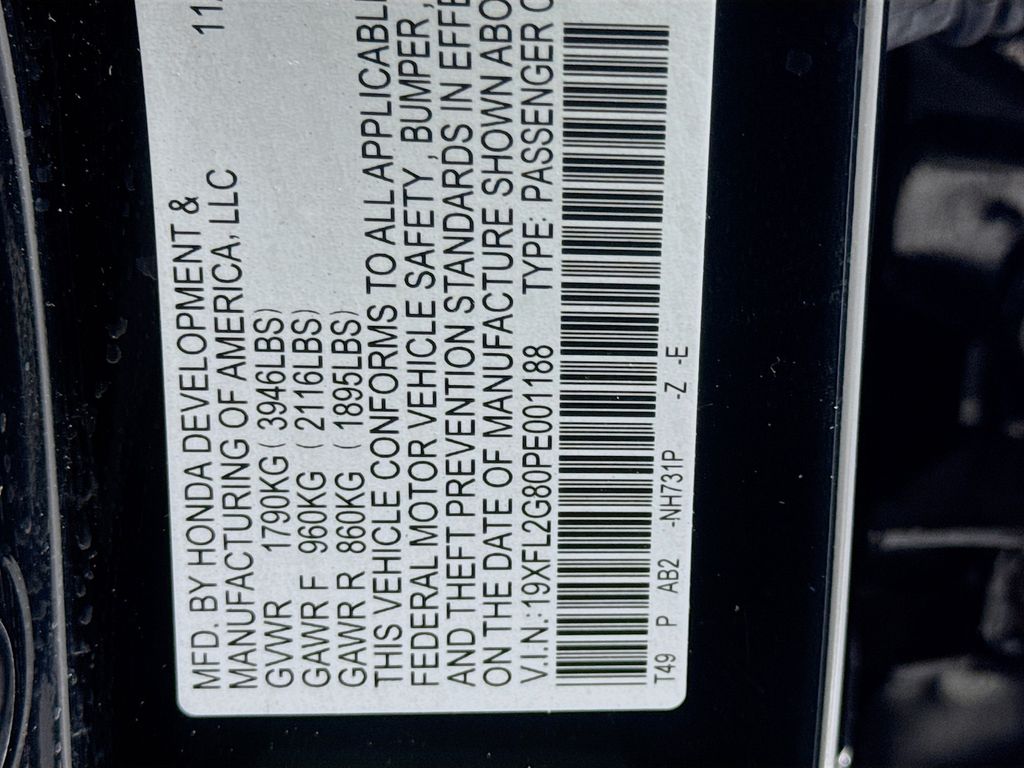 MFD. BY HONDA DEVELOPMENT &
MANUFACTURING OF AMERICA, LLC 11
GVWR 1790KG ( 3946LBS)
GAWR F 960KG ( 2116LBS)
GAWR R 860KG ( 1895LBS)
THIS VEHICLE CONFORMS TO ALL APPLICABL
FEDERAL MOTOR VEHICLE SAFETY, BUMPER,
AND THEFT PREVENTION STANDARDS IN EFFE
ON THE DATE OF MANUFACTURE SHOWN ABO
V.I.N.:19XFL2G80PE001188 TYPE: PASSENGER C
T49 P AB2 -NH731P -Z -E